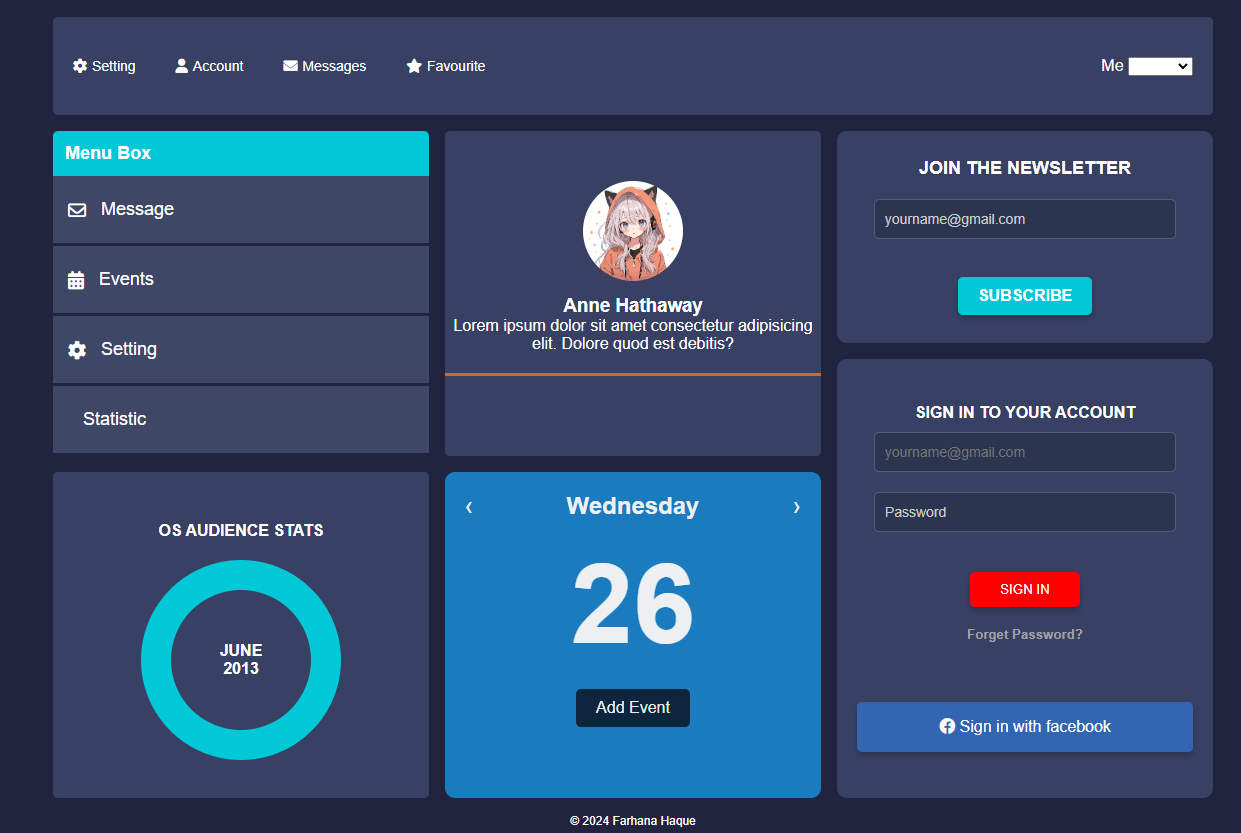 Setting Account Messages Favourite Me
Menu Box
Message
Events
Setting
Statistic
Anne Hathaway
Lorem ipsum dolor sit amet consectetur adipisicing
elit. Dolore quod est debitis?
JOIN THE NEWSLETTER
yourname@gmail.com
SUBSCRIBE
OS AUDIENCE STATS
JUNE
2013
‹ Wednesday ›
26
Add Event
SIGN IN TO YOUR ACCOUNT
yourname@gmail.com
Password
SIGN IN
Forget Password?
Sign in with facebook
© 2024 Farhana Haque